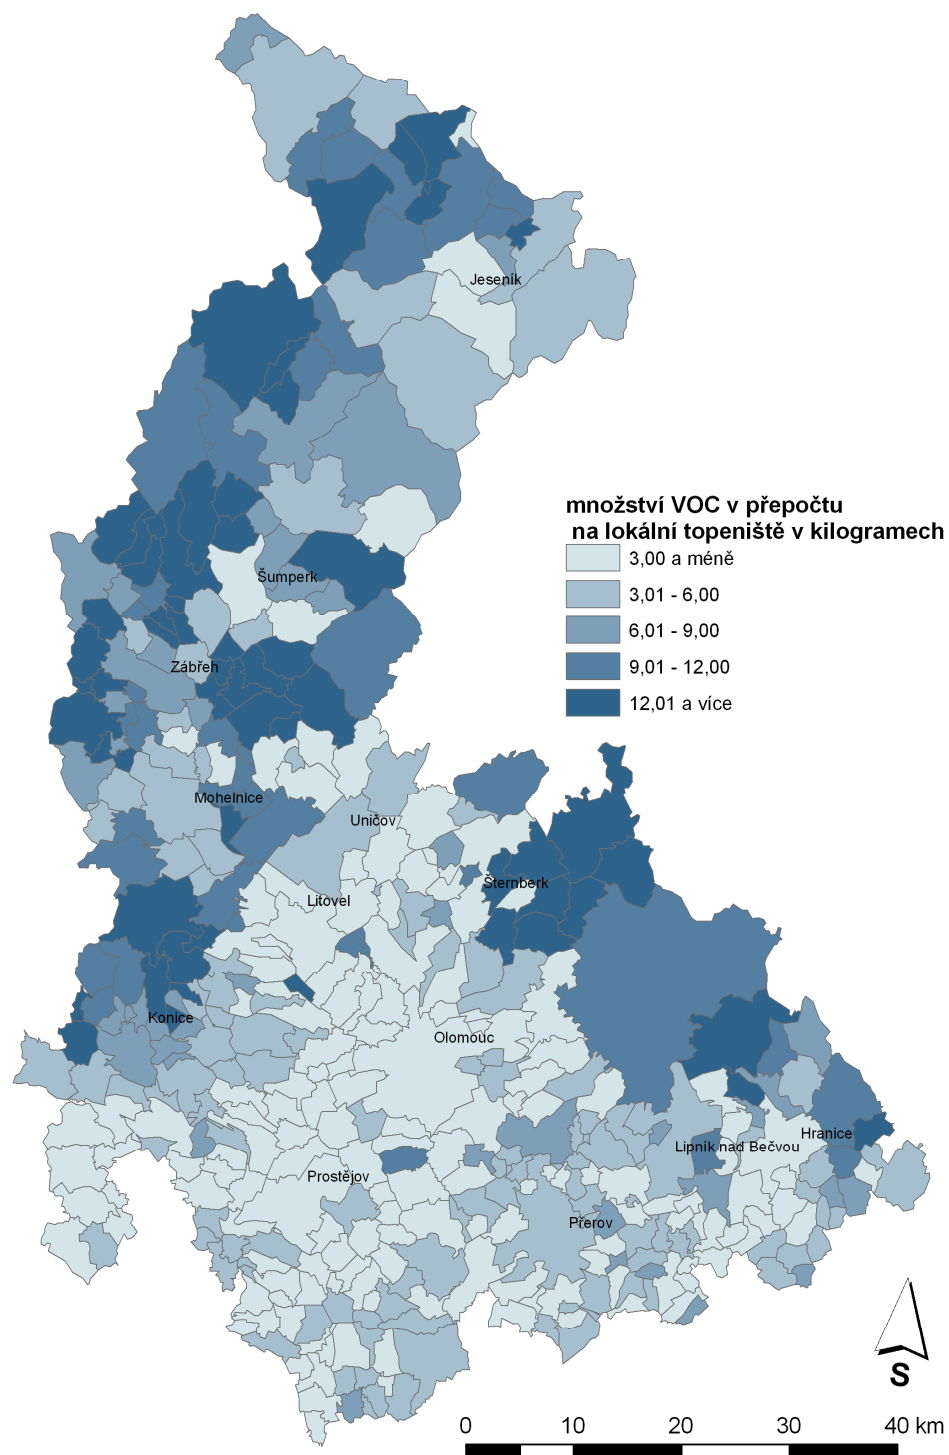 Jeseník
množství VOC v přepočtu
na lokální topeniště v kilogramech
3,00 a méně
3,01 - 6,00
6,01 - 9,00
9,01 - 12,00
12,01 a více
Šumperk
Zábřeh
Mohelnice
Uničov
Šternberk
Litovel
Konice
Olomouc
Hranice
Lipník nad Bečvou
Prostějov
Přerov
S
0 10 20 30 40 km